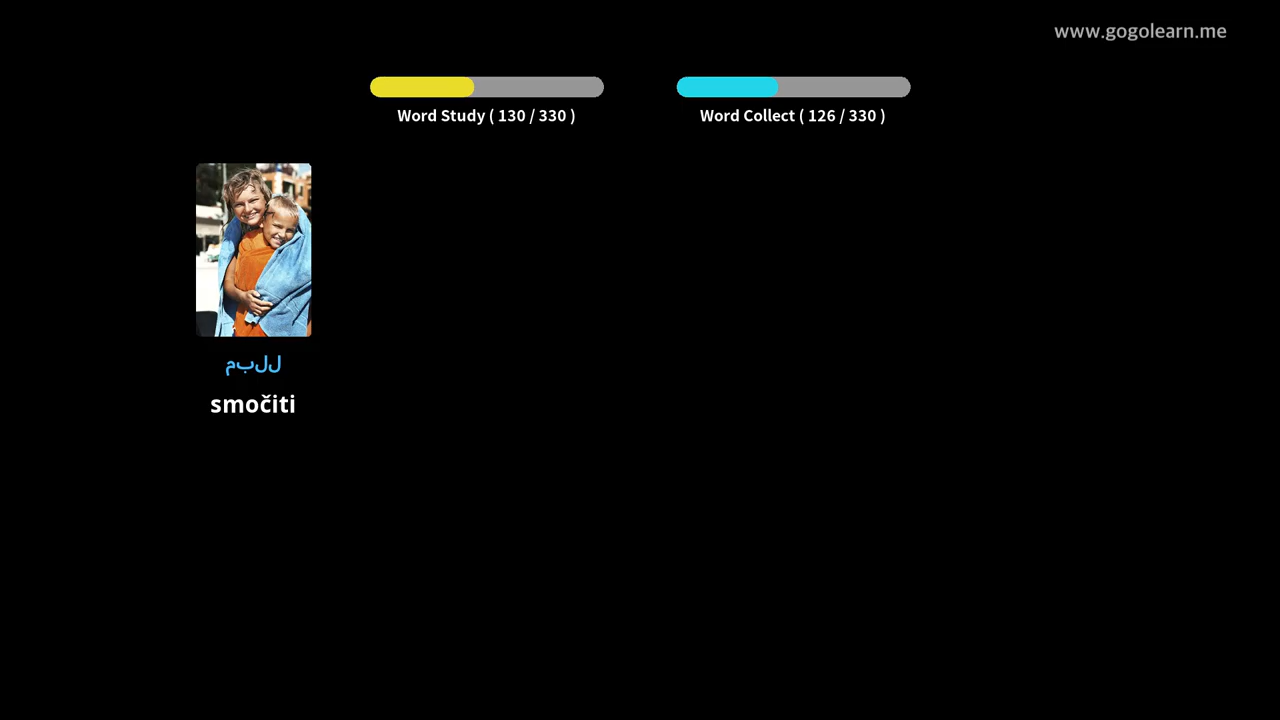 www.gogolearn.me
Word Study ( 130 / 330 )
Word Collect ( 126 / 330 )
مبلل
smočiti